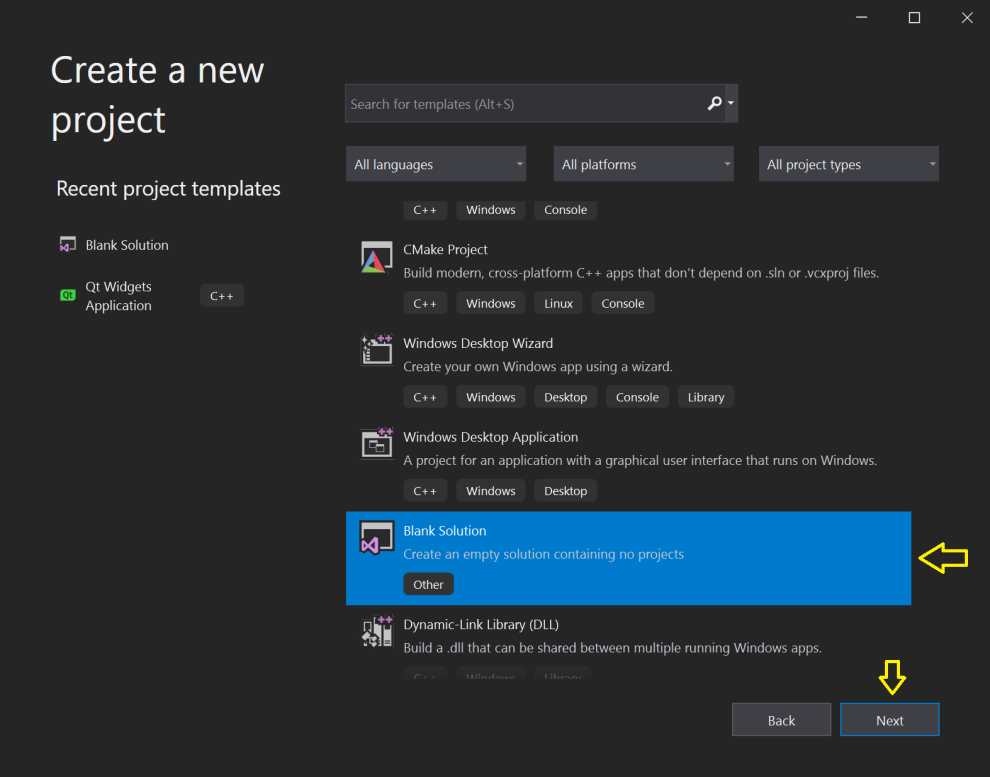 Create a new
project
Search for templates (Alt+S)
All languages
All platforms
All project types
Recent project templates
Blank Solution
Qt
Qt Widgets
Application
C++
C++ Windows Console
CMake Project
Build modern, cross-platform C++ apps that don't depend on .sln or .vcxproj files.
C++ Windows Linux Console
Windows Desktop Wizard
Create your own Windows app using a wizard.
C++ Windows Desktop Console Library
Windows Desktop Application
A project for an application with a graphical user interface that runs on Windows.
C++ Windows Desktop
Blank Solution
Create an empty solution containing no projects
Other
Dynamic-Link Library (DLL)
Build a .dll that can be shared between multiple running Windows apps.
C++ Windows Library
Back
Next